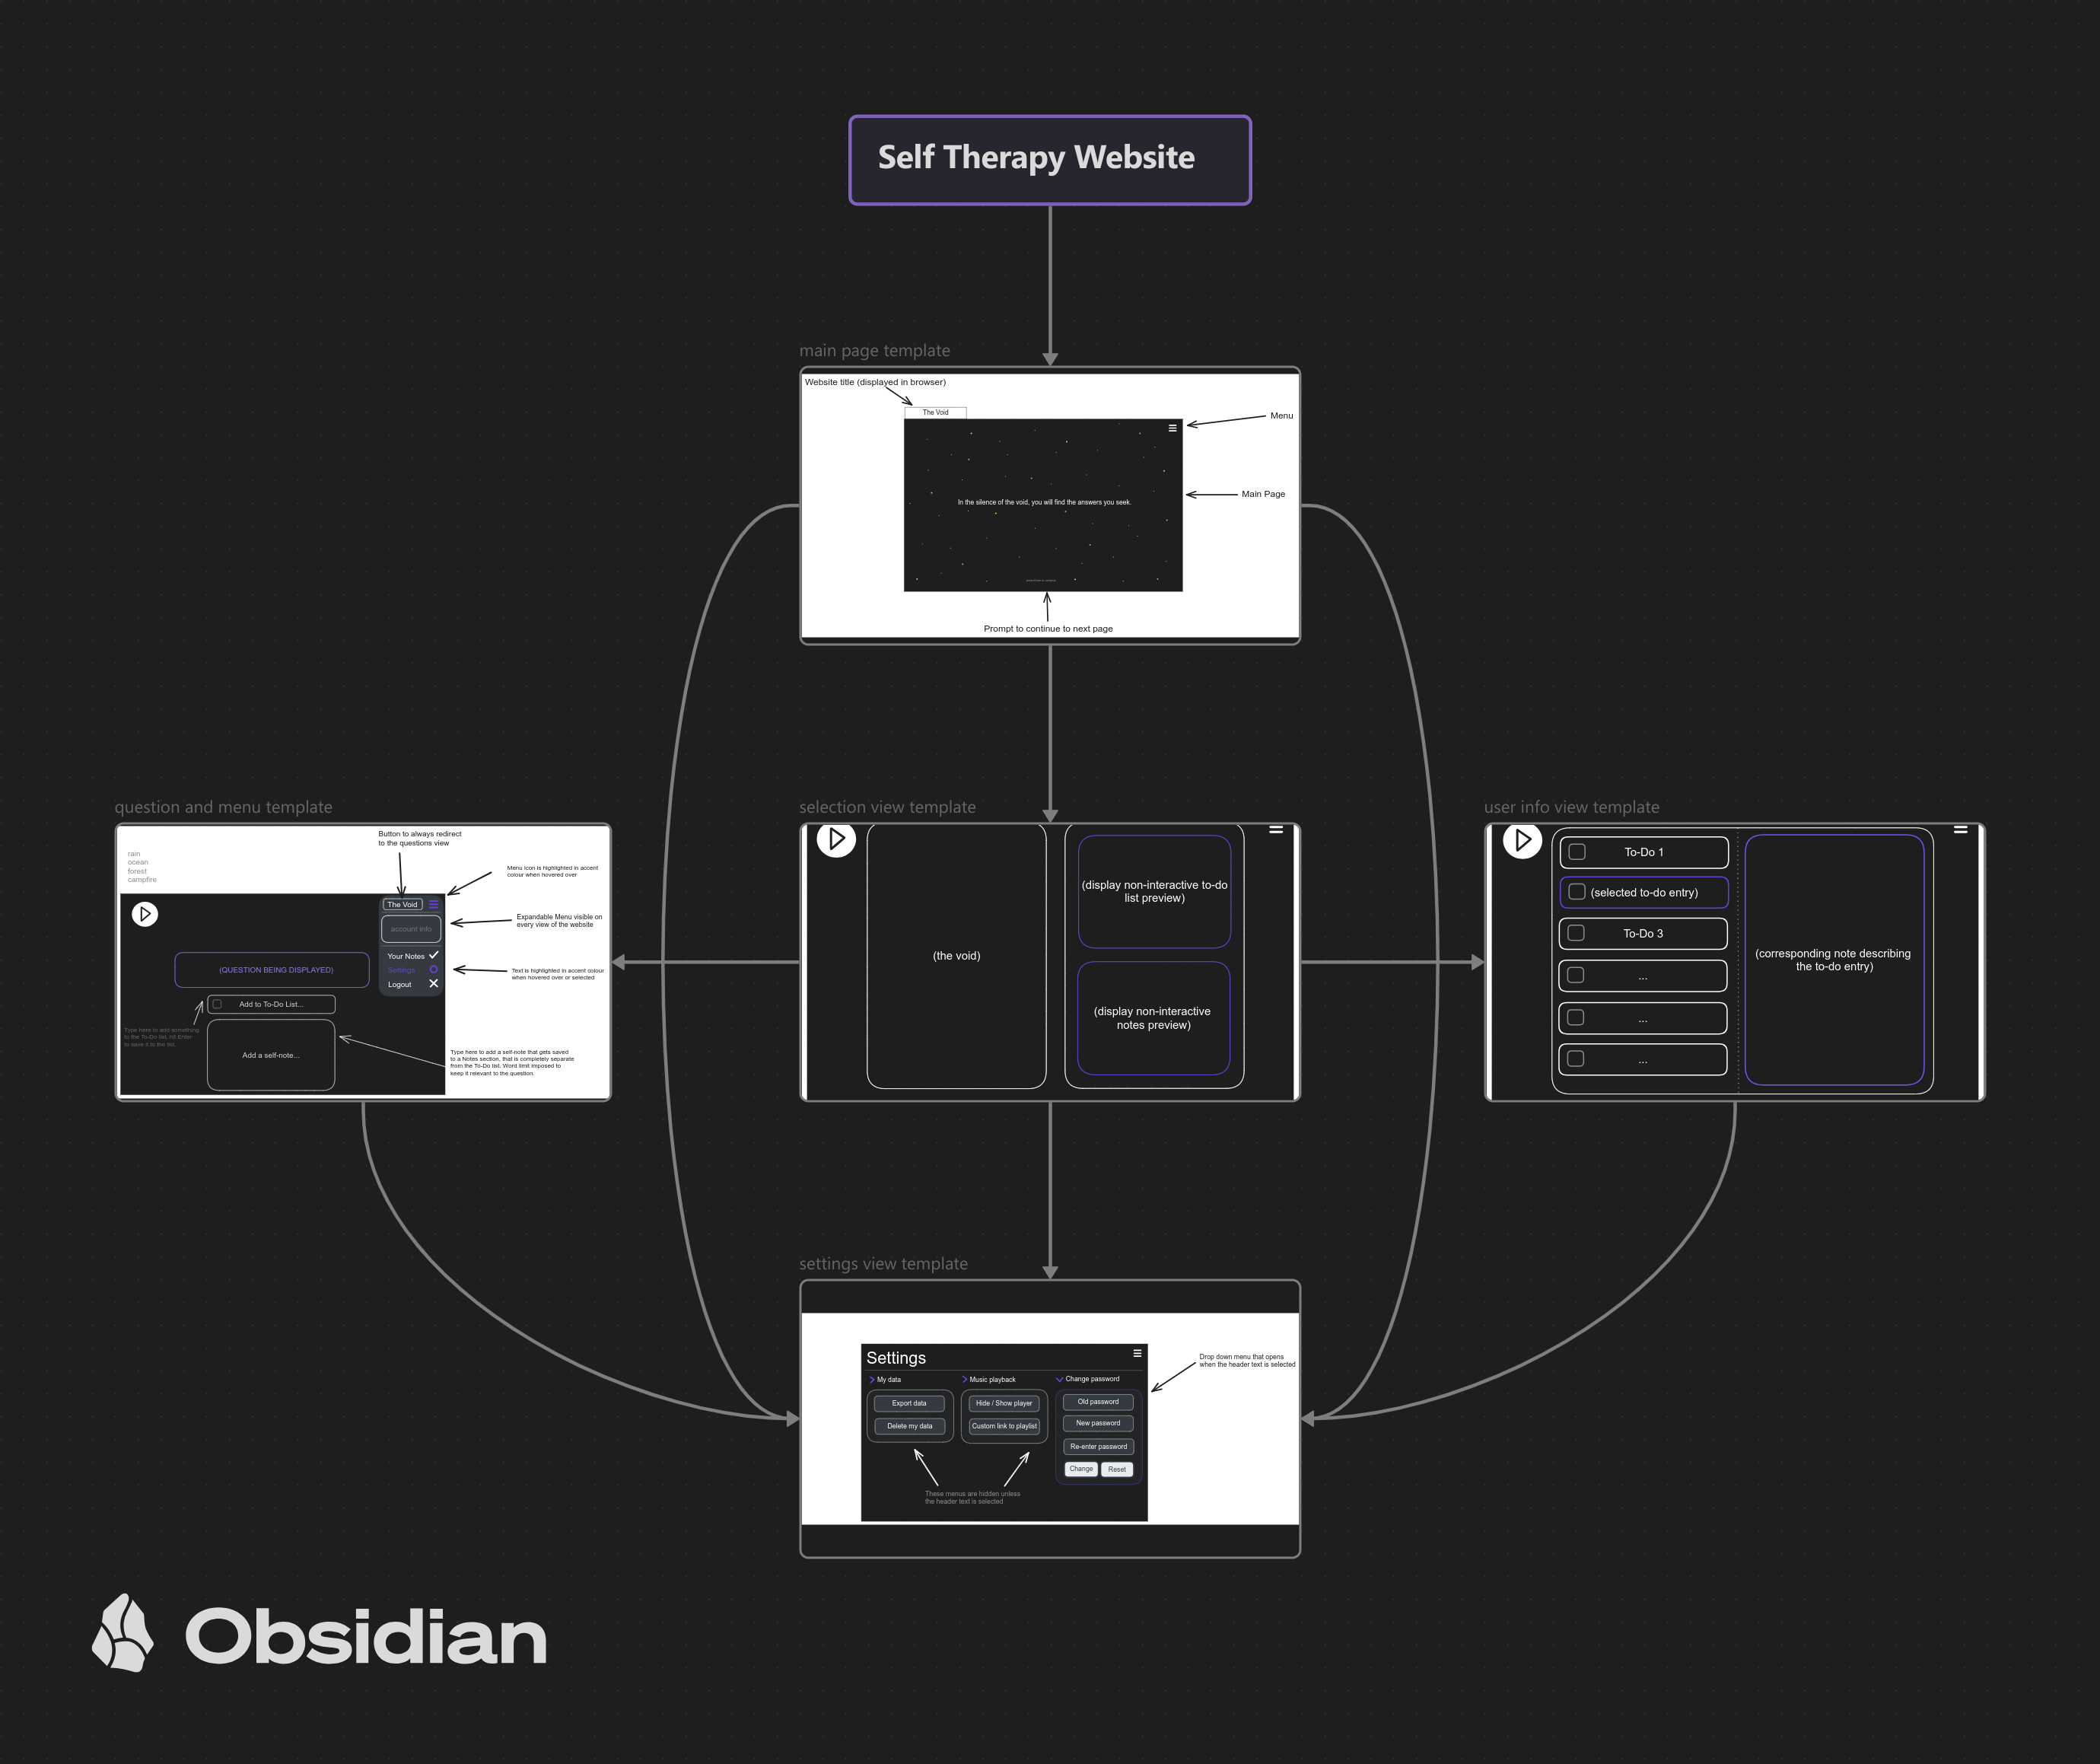 Self Therapy Website
main page template
Website title (displayed in browser)
The Void
Menu
In the silence of the void, you will find the answers you seek.
Main Page
Prompt to continue to next page
question and menu template
Button to always redirect
to the questions view
rain
ocean
forest
campfire
Menu icon is highlighted in accent
colour when hovered over
The Void
account info
Expandable Menu visible on
every view of the website
Your Notes
Settings
Logout
Text is highlighted in accent colour
when hovered over or selected
(QUESTION BEING DISPLAYED)
Add to To-Do List...
Type here to add something
to the To-Do list, hit Enter
to save it to the list.
Add a self-note...
Type here to add a self-note that gets saved
to a Notes section, that is completely separate
from the To-Do list. Word limit imposed to
keep it relevant to the question.
selection view template
(the void)
(display non-interactive to-do
list preview)
(display non-interactive
notes preview)
user info view template
To-Do 1
(selected to-do entry)
To-Do 3
...
...
...
(corresponding note describing
the to-do entry)
settings view template
Settings
My data
Export data
Delete my data
Music playback
Hide / Show player
Custom link to playlist
Change password
Old password
New password
Re-enter password
Change
Reset
Drop down menu that opens
when the header text is selected
These menus are hidden unless
the header text is selected
Obsidian